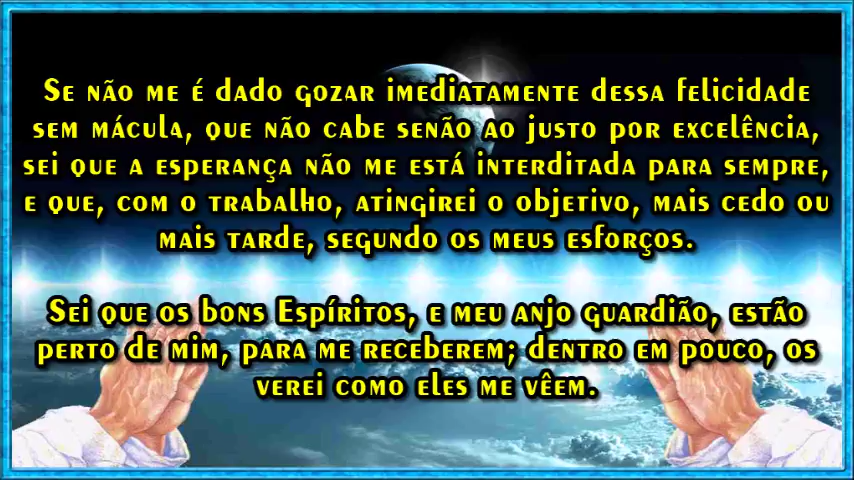 Se não me é dado gozar imediatamente dessa felicidade
sem mácula, que não cabe senão ao justo por excelência,
sei que a esperança não me está interditada para sempre,
e que, com o trabalho, atingirei o objetivo, mais cedo ou
mais tarde, segundo os meus esforços.
Sei que os bons Espíritos, e meu anjo guardião, estão
perto de mim, para me receberem; dentro em pouco, os
verei como eles me vêem.